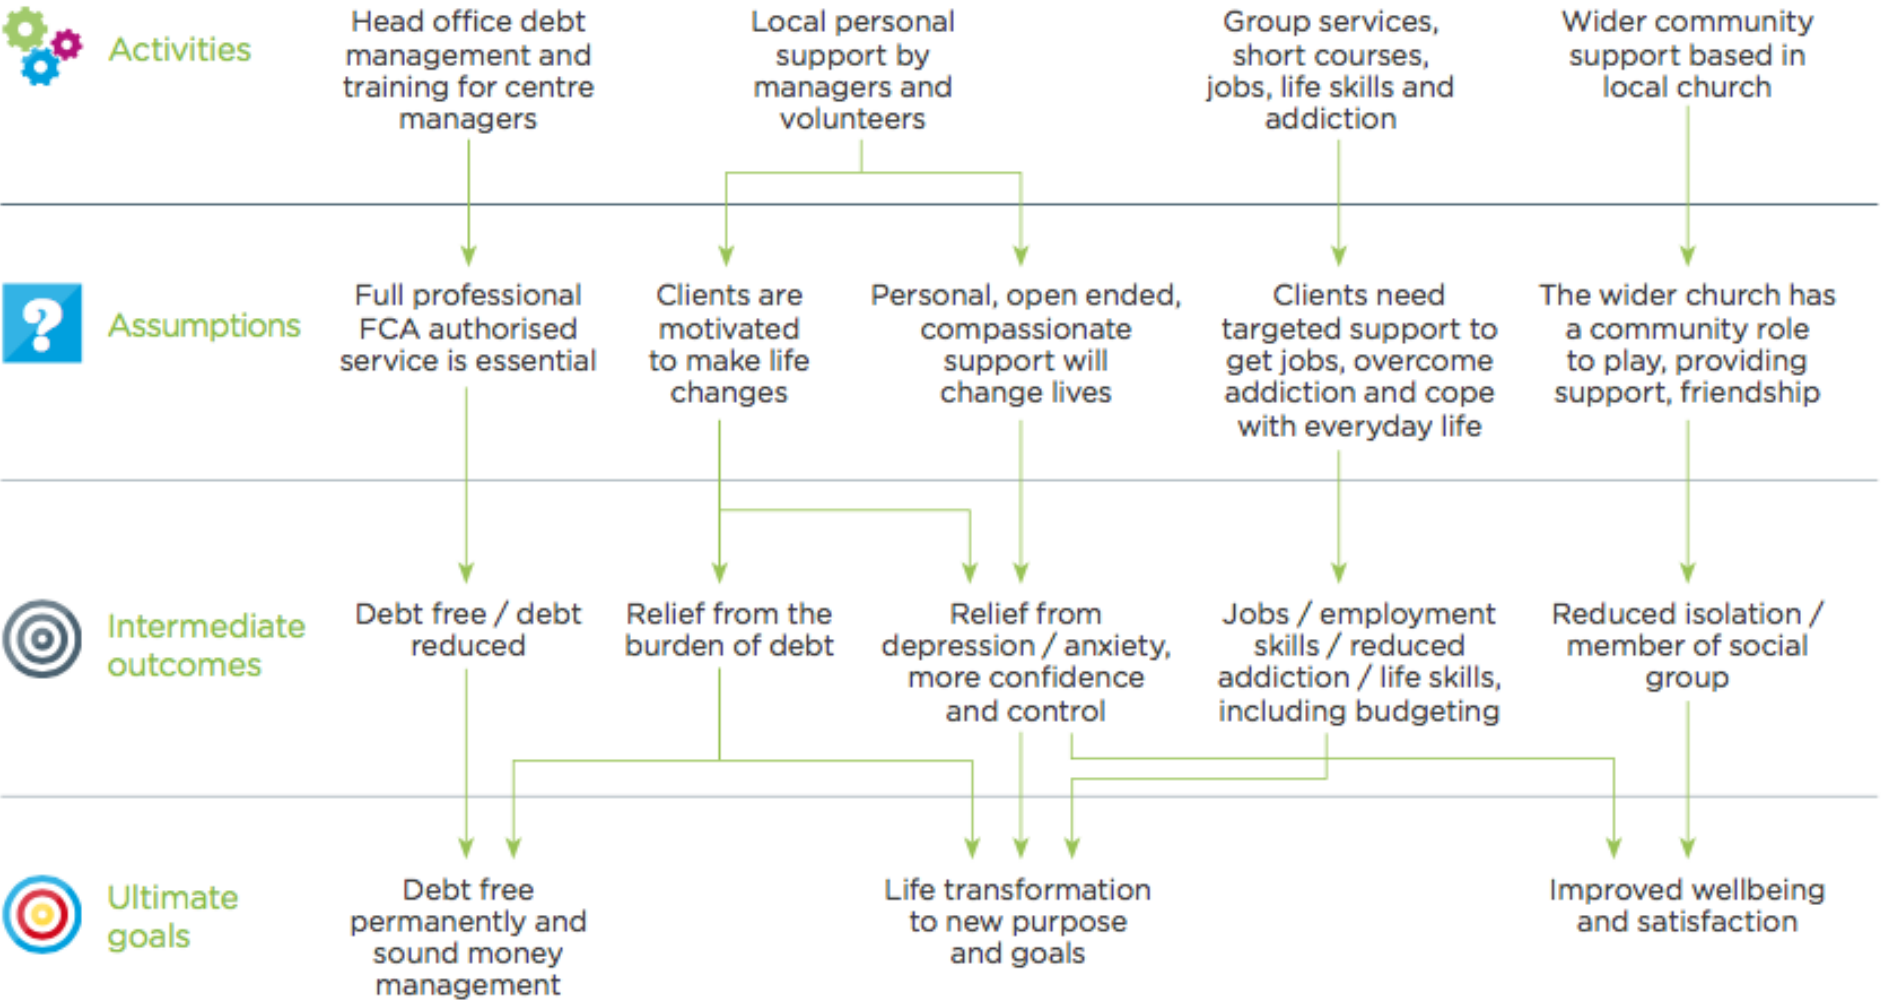 Activities
Head office debt
management and
training for centre
managers
Local personal
support by
managers and
volunteers
Group services,
short courses,
jobs, life skills and
addiction
Wider community
support based in
local church
?
Assumptions
Full professional
FCA authorised
service is essential
Clients are
motivated
to make life
changes
Personal, open ended,
compassionate
support will
change lives
Clients need
targeted support to
get jobs, overcome
addiction and cope
with everyday life
The wider church has
a community role
to play, providing
support, friendship
Intermediate
outcomes
Debt free / debt
reduced
Relief from the
burden of debt
Relief from
depression / anxiety,
more confidence
and control
Jobs / employment
skills / reduced
addiction / life skills,
including budgeting
Reduced isolation /
member of social
group
Ultimate
goals
Debt free
permanently and
sound money
management
Life transformation
to new purpose
and goals
Improved wellbeing
and satisfaction